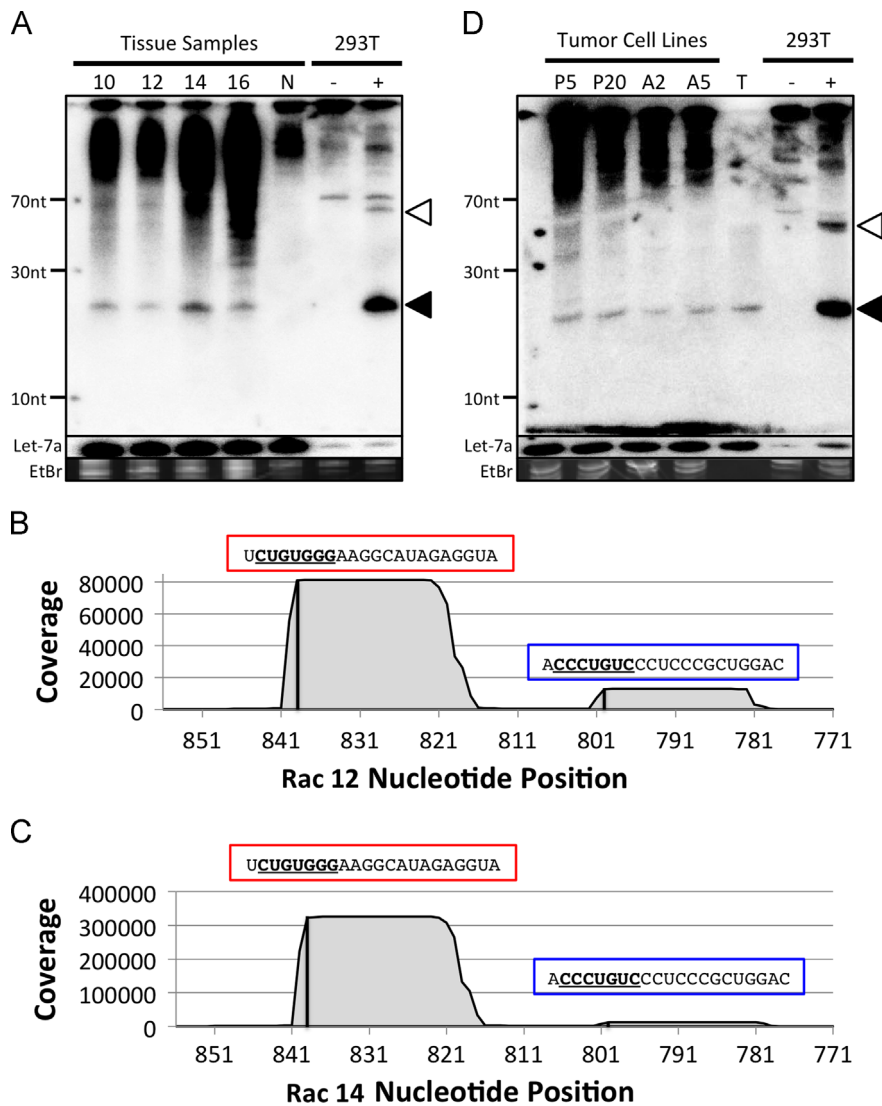 A
Tissue Samples 293T
10 12 14 16 N - +
70nt
30nt
10nt
Let-7a
EtBr
D
Tumor Cell Lines 293T
P5 P20 A2 A5 T - +
70nt
30nt
10nt
Let-7a
EtBr
B
UCUGUGGGAAGGCAUAGAGGUA
ACCCUGUCCCUCCCGCUGGAC
Coverage
80000
60000
40000
20000
0
851 841 831 821 811 801 791 781 771
Rac 12 Nucleotide Position
C
UCUGUGGGAAGGCAUAGAGGUA
ACCCUGUCCCUCCCGCUGGAC
Coverage
400000
300000
200000
100000
0
851 841 831 821 811 801 791 781 771
Rac 14 Nucleotide Position